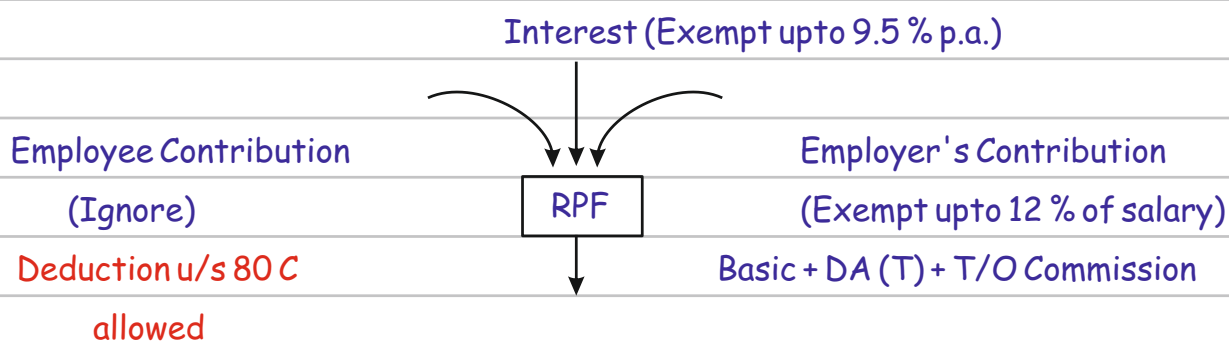 Interest (Exempt upto 9.5 % p.a.)
Employee Contribution
Employer's Contribution
(Ignore)
RPF
(Exempt upto 12 % of salary)
Deduction u/s 80 C
Basic + DA (T) + T/O Commission
allowed